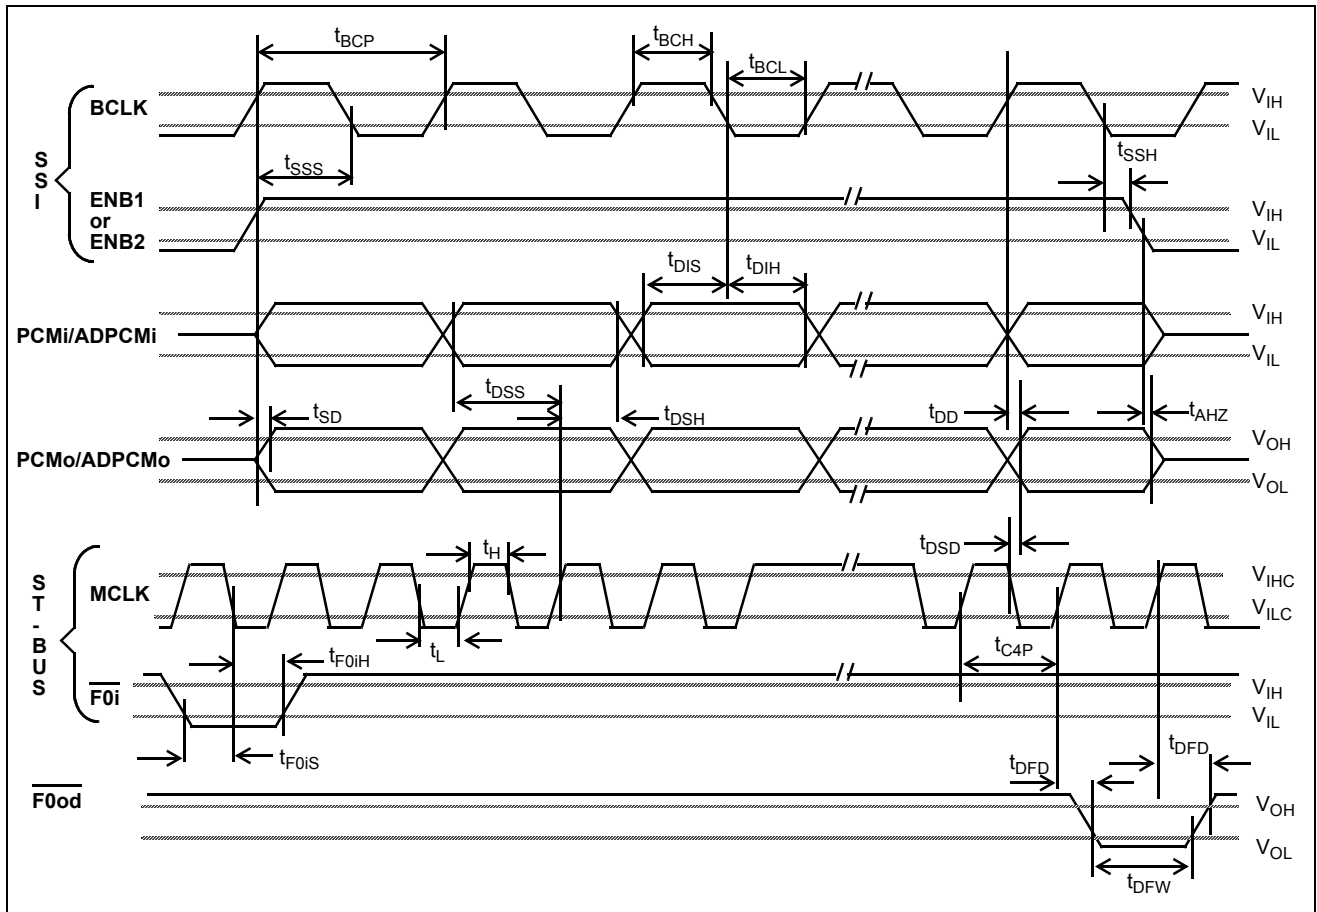 tBCP
tBCH
tBCL
BCLK
VIH
VIL
tSSS
tSSH
SSI
ENB1
or
ENB2
VIH
VIL
tDIS
tDIH
PCMi/ADPCMi
VIH
VIL
tDSS
tSD
tDSH
tDD
tAHZ
PCMo/ADPCMo
VOH
VOL
tH
tDSD
ST-BUS
MCLK
VIHC
VILC
tL
tC4P
tF0iH
F0i
VIH
VIL
tF0iS
tDFD
tDFD
F0od
VOH
VOL
tDFW